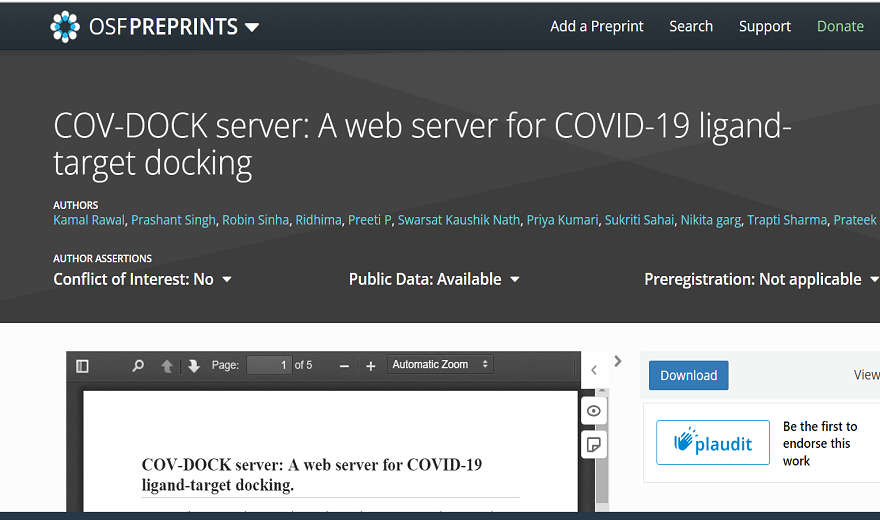 OSFPREPRINTS
Add a Preprint Search Support Donate
COV-DOCK server: A web server for COVID-19 ligand-
target docking
AUTHORS
Kamal Rawal, Prashant Singh, Robin Sinha, Ridhima, Preeti P, Swarsat Kaushik Nath, Priya Kumari, Sukriti Sahai, Nikita garg, Trapti Sharma, Prateek
AUTHOR ASSERTIONS
Conflict of Interest: No Public Data: Available Preregistration: Not applicable
Page: 1 of 5 Automatic Zoom
Download View
plaudit
Be the first to
endorse this
work
COV-DOCK server: A web server for COVID-19
ligand-target docking.